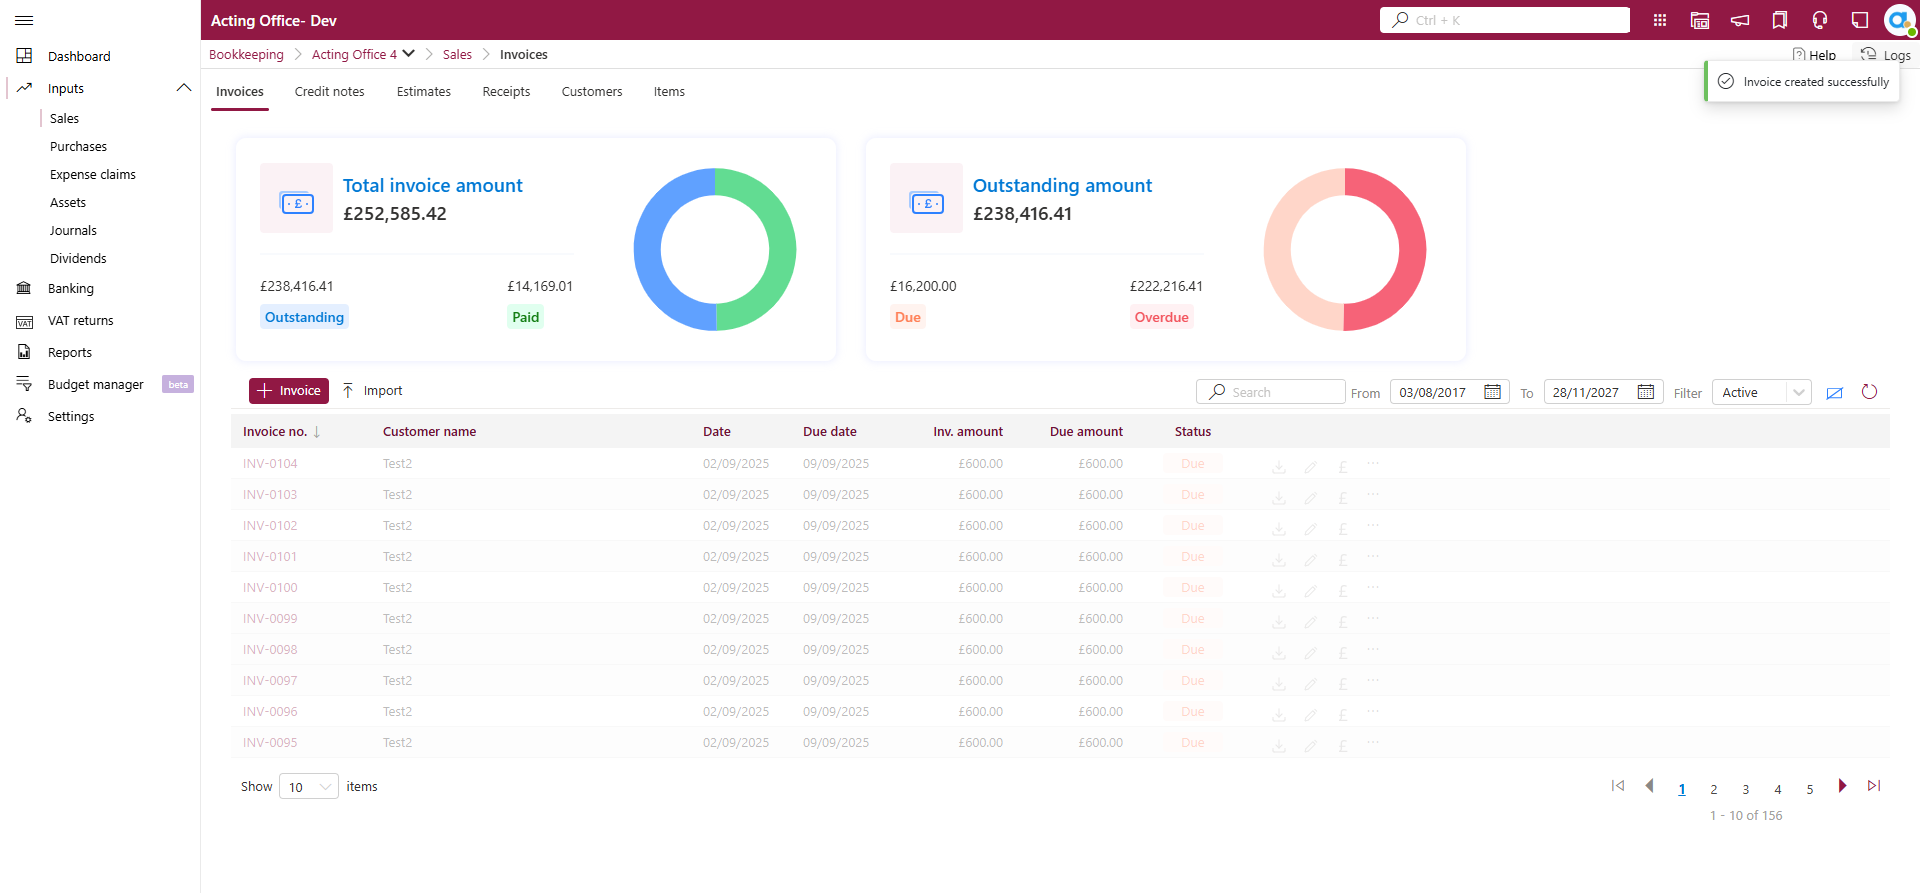 Acting Office- Dev
Ctrl + K
Bookkeeping
Acting Office 4
Sales
Invoices
Help
Logs
Invoice created successfully
Dashboard
Inputs
Sales
Purchases
Expense claims
Assets
Journals
Dividends
Banking
VAT returns
Reports
Budget manager beta
Settings
Invoices Credit notes Estimates Receipts Customers Items
Total invoice amount
£252,585.42
£238,416.41 £14,169.01
Outstanding Paid
Outstanding amount
£238,416.41
£16,200.00 £222,216.41
Due Overdue
Invoice Import Search From 03/08/2017 To 28/11/2027 Filter Active
Invoice no. Customer name Date Due date Inv. amount Due amount Status
INV-0104 Test2 02/09/2025 09/09/2025 £600.00 £600.00 Due £ ...
INV-0103 Test2 02/09/2025 09/09/2025 £600.00 £600.00 Due £ ...
INV-0102 Test2 02/09/2025 09/09/2025 £600.00 £600.00 Due £ ...
INV-0101 Test2 02/09/2025 09/09/2025 £600.00 £600.00 Due £ ...
INV-0100 Test2 02/09/2025 09/09/2025 £600.00 £600.00 Due £ ...
INV-0099 Test2 02/09/2025 09/09/2025 £600.00 £600.00 Due £ ...
INV-0098 Test2 02/09/2025 09/09/2025 £600.00 £600.00 Due £ ...
INV-0097 Test2 02/09/2025 09/09/2025 £600.00 £600.00 Due £ ...
INV-0096 Test2 02/09/2025 09/09/2025 £600.00 £600.00 Due £ ...
INV-0095 Test2 02/09/2025 09/09/2025 £600.00 £600.00 Due £ ...
Show 10 items
1 2 3 4 5
1 - 10 of 156